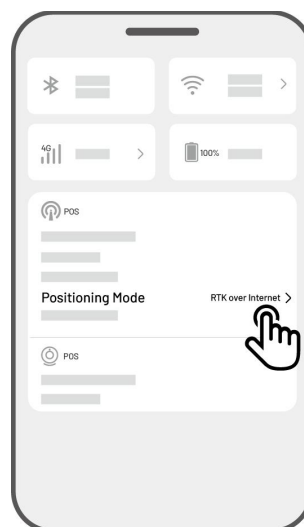 4G
100%
POS
Positioning Mode
RTK over Internet
POS